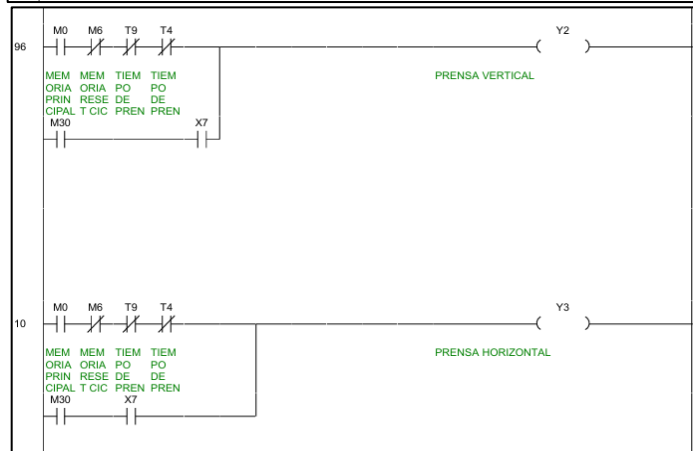 M0 M6 T9 T4 Y2
96
MEM MEM TIEM TIEM PRENSA VERTICAL
ORIA ORIA PO PO
PRIN RESE DE DE
CIPAL T CIC PREN PREN
M30 X7
M0 M6 T9 T4 Y3
10
MEM MEM TIEM TIEM PRENSA HORIZONTAL
ORIA ORIA PO PO
PRIN RESE DE DE
CIPAL T CIC PREN PREN
M30 X7